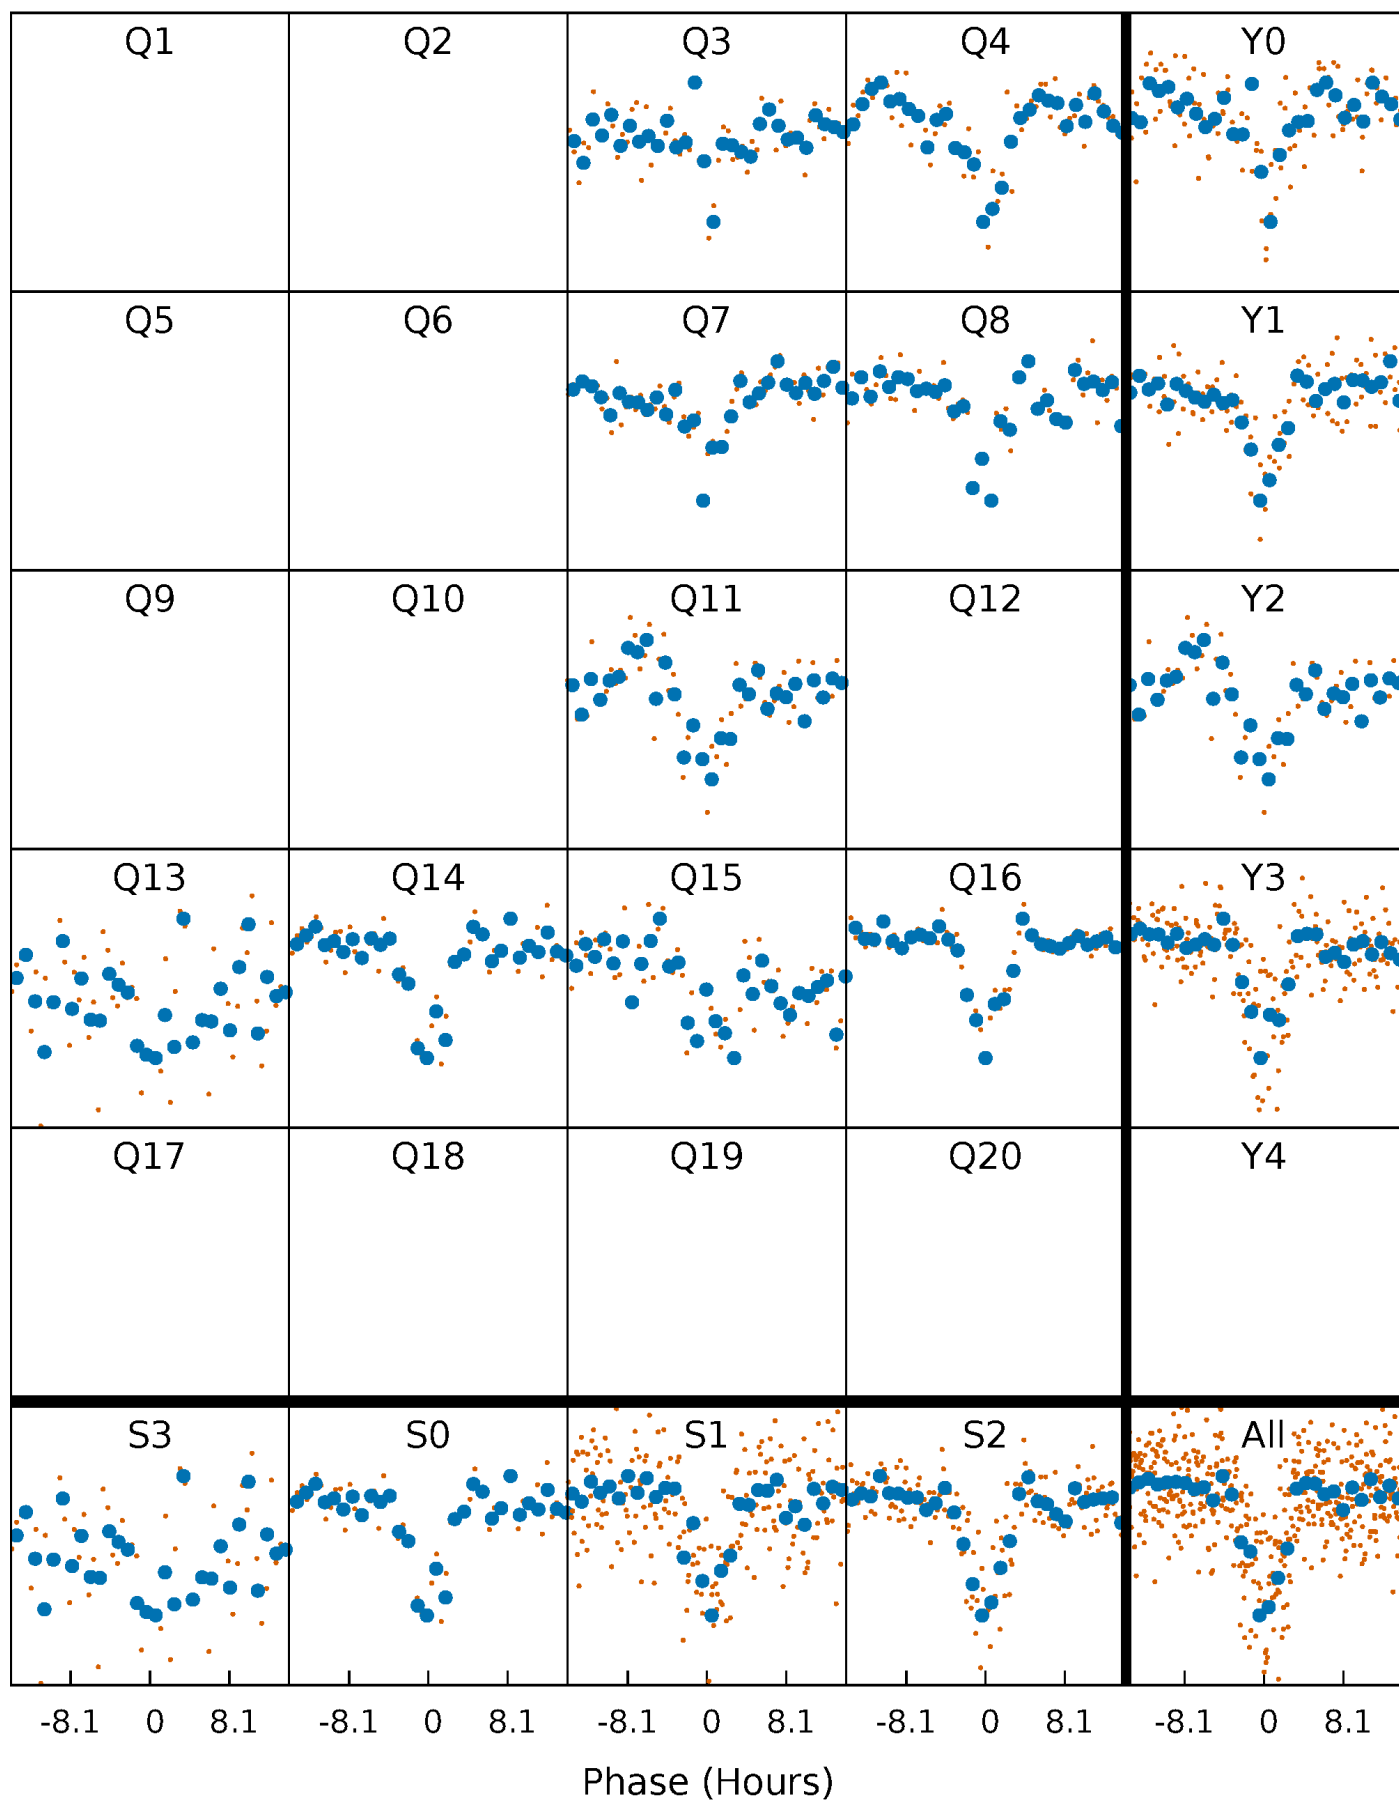 Q1 Q2 Q3 Q4 Y0
Q5 Q6 Q7 Q8 Y1
Q9 Q10 Q11 Q12 Y2
Q13 Q14 Q15 Q16 Y3
Q17 Q18 Q19 Q20 Y4
S3 S0 S1 S2 All
-8.1 0 8.1 -8.1 0 8.1 -8.1 0 8.1 -8.1 0 8.1 -8.1 0 8.1
Phase (Hours)